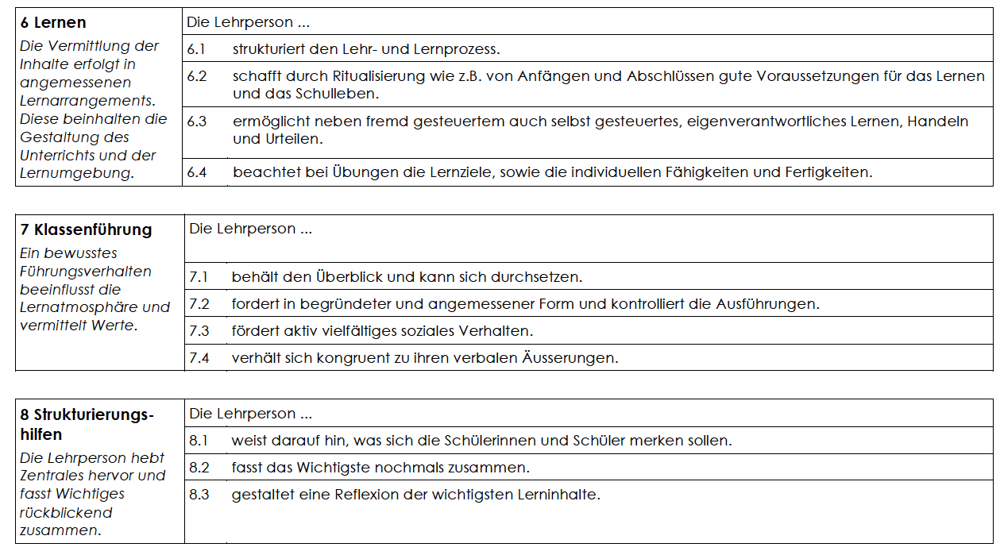 6 Lernen
Die Vermittlung der
Inhalte erfolgt in
angemessenen
Lernarrangements.
Diese beinhalten die
Gestaltung des
Unterrichts und der
Lernumgebung.
Die Lehrperson ...
6.1 strukturiert den Lehr- und Lernprozess.
6.2 schafft durch Ritualisierung wie z.B. von Anfängen und Abschlüssen gute Voraussetzungen für das Lernen
und das Schulleben.
6.3 ermöglicht neben fremd gesteuertem auch selbst gesteuertes, eigenverantwortliches Lernen, Handeln
und Urteilen.
6.4 beachtet bei Übungen die Lernziele, sowie die individuellen Fähigkeiten und Fertigkeiten.
7 Klassenführung
Ein bewusstes
Führungsverhalten
beeinflusst die
Lernatmosphäre und
vermittelt Werte.
Die Lehrperson ...
7.1 behält den Überblick und kann sich durchsetzen.
7.2 fordert in begründeter und angemessener Form und kontrolliert die Ausführungen.
7.3 fördert aktiv vielfältiges soziales Verhalten.
7.4 verhält sich kongruent zu ihren verbalen Äusserungen.
8 Strukturierungs-
hilfen
Die Lehrperson hebt
Zentrales hervor und
fasst Wichtiges
rückblickend
zusammen.
Die Lehrperson ...
8.1 weist darauf hin, was sich die Schülerinnen und Schüler merken sollen.
8.2 fasst das Wichtigste nochmals zusammen.
8.3 gestaltet eine Reflexion der wichtigsten Lerninhalte.